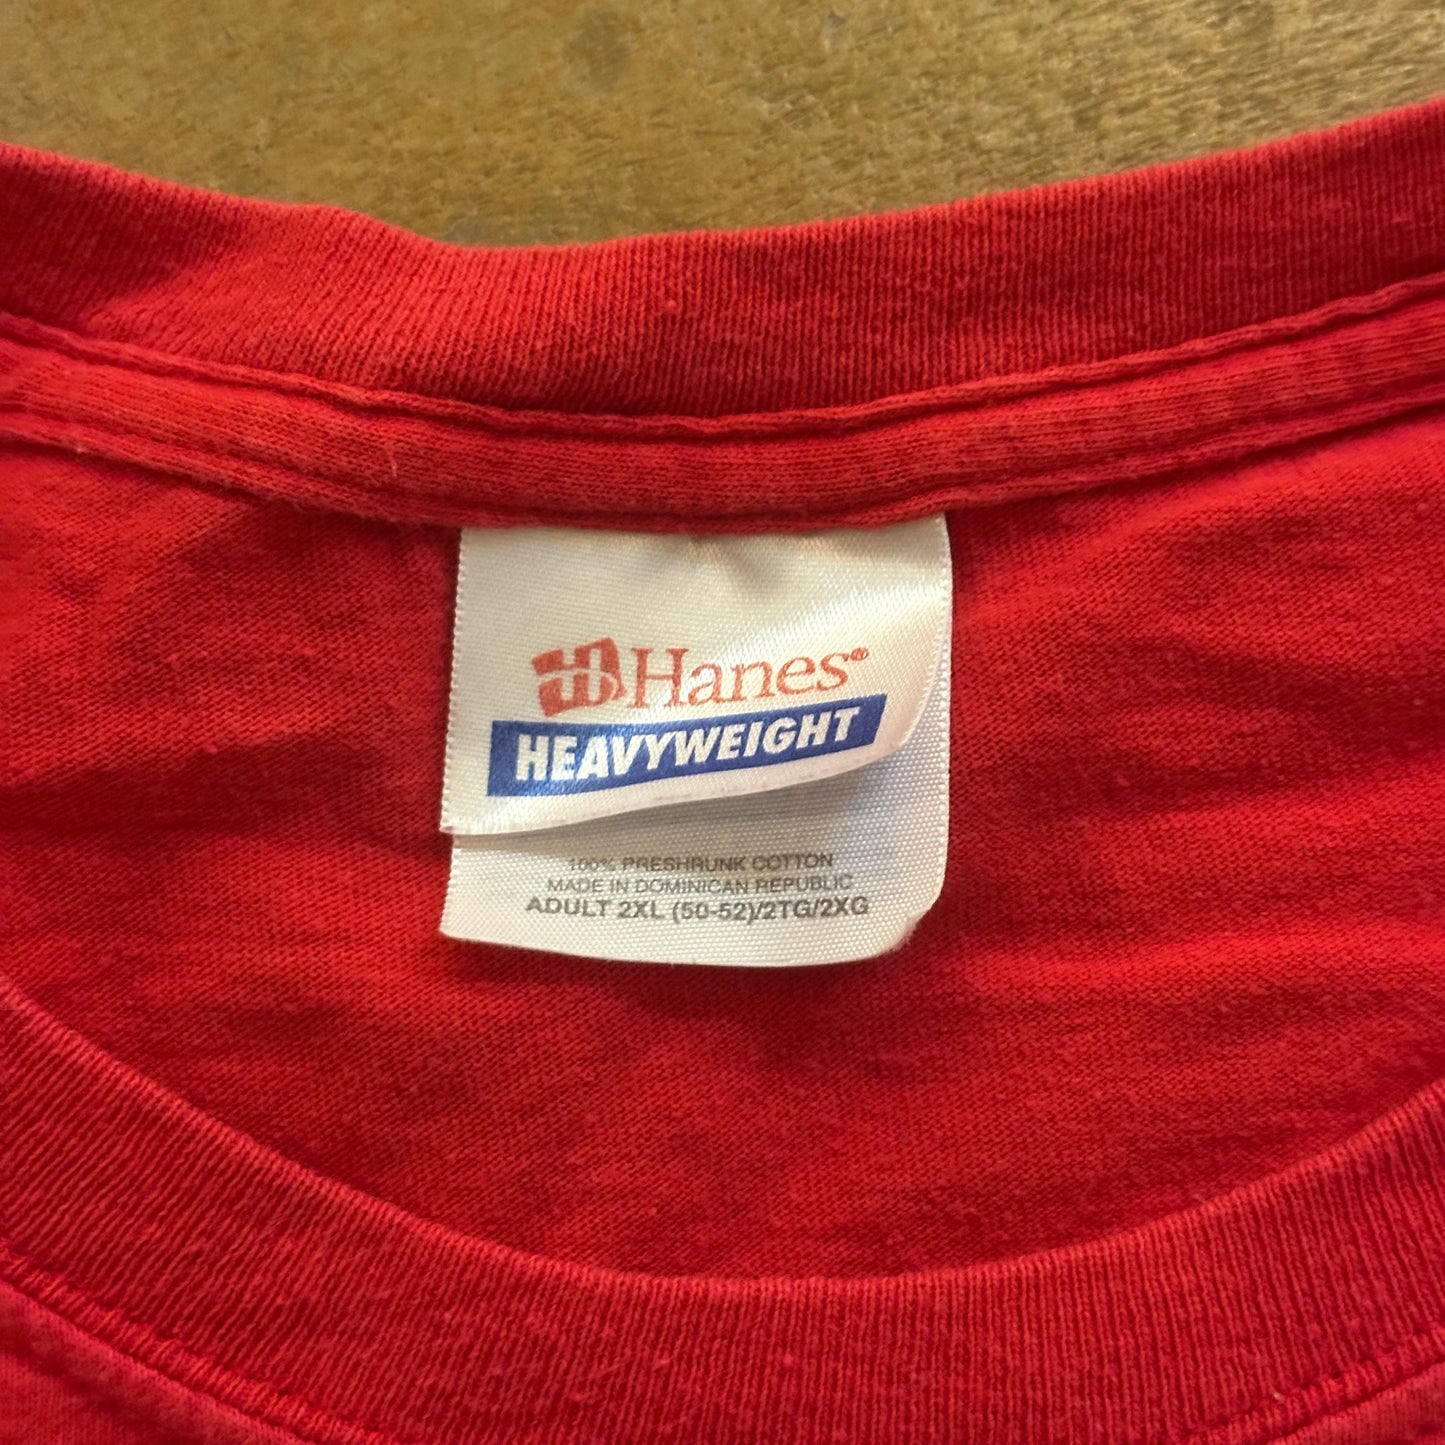 Hanes®
HEAVYWEIGHT
100% PRESHRUNK COTTON
MADE IN DOMINICAN REPUBLIC
ADULT 2XL (50-52)/2TG/2XG